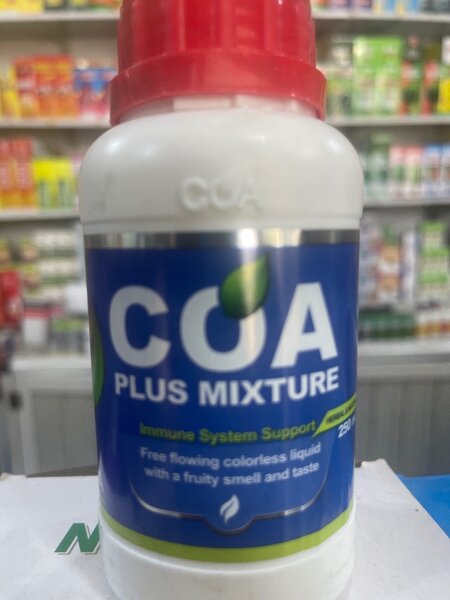 COA
COA
PLUS MIXTURE
Immune System Support
250
Free flowing colorless liquid
with a fruity smell and taste
N